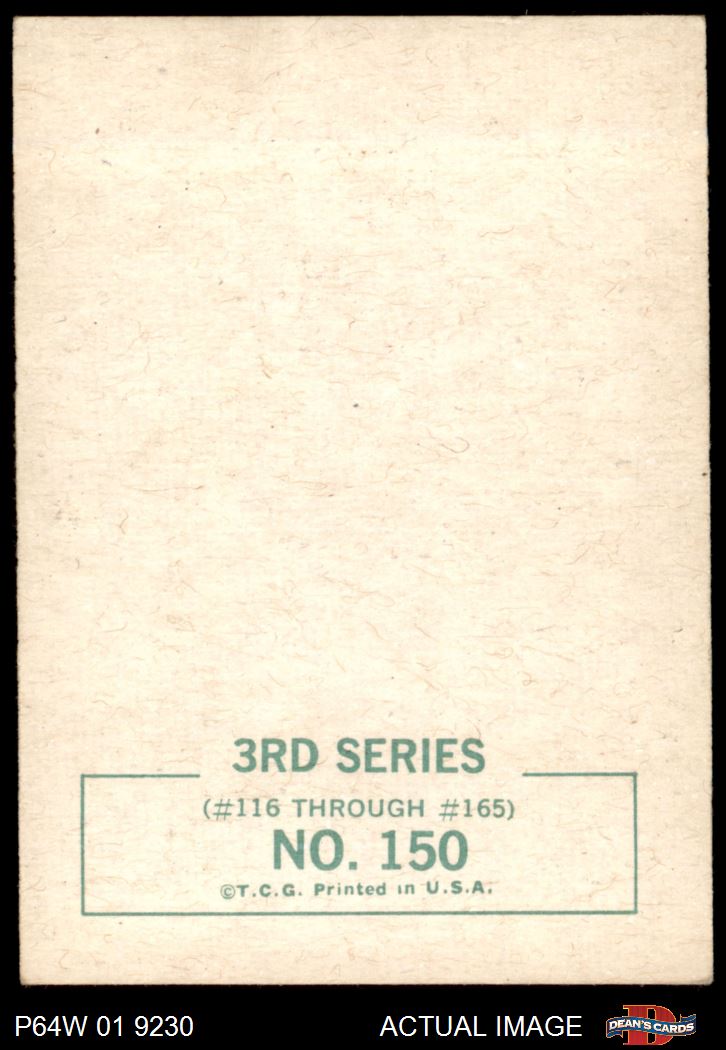 3RD SERIES
(#116 THROUGH #165)
NO. 150
©T.C.G. Printed in U.S.A.
P64W 01 9230
ACTUAL IMAGE
D
DEAN'S CARDS